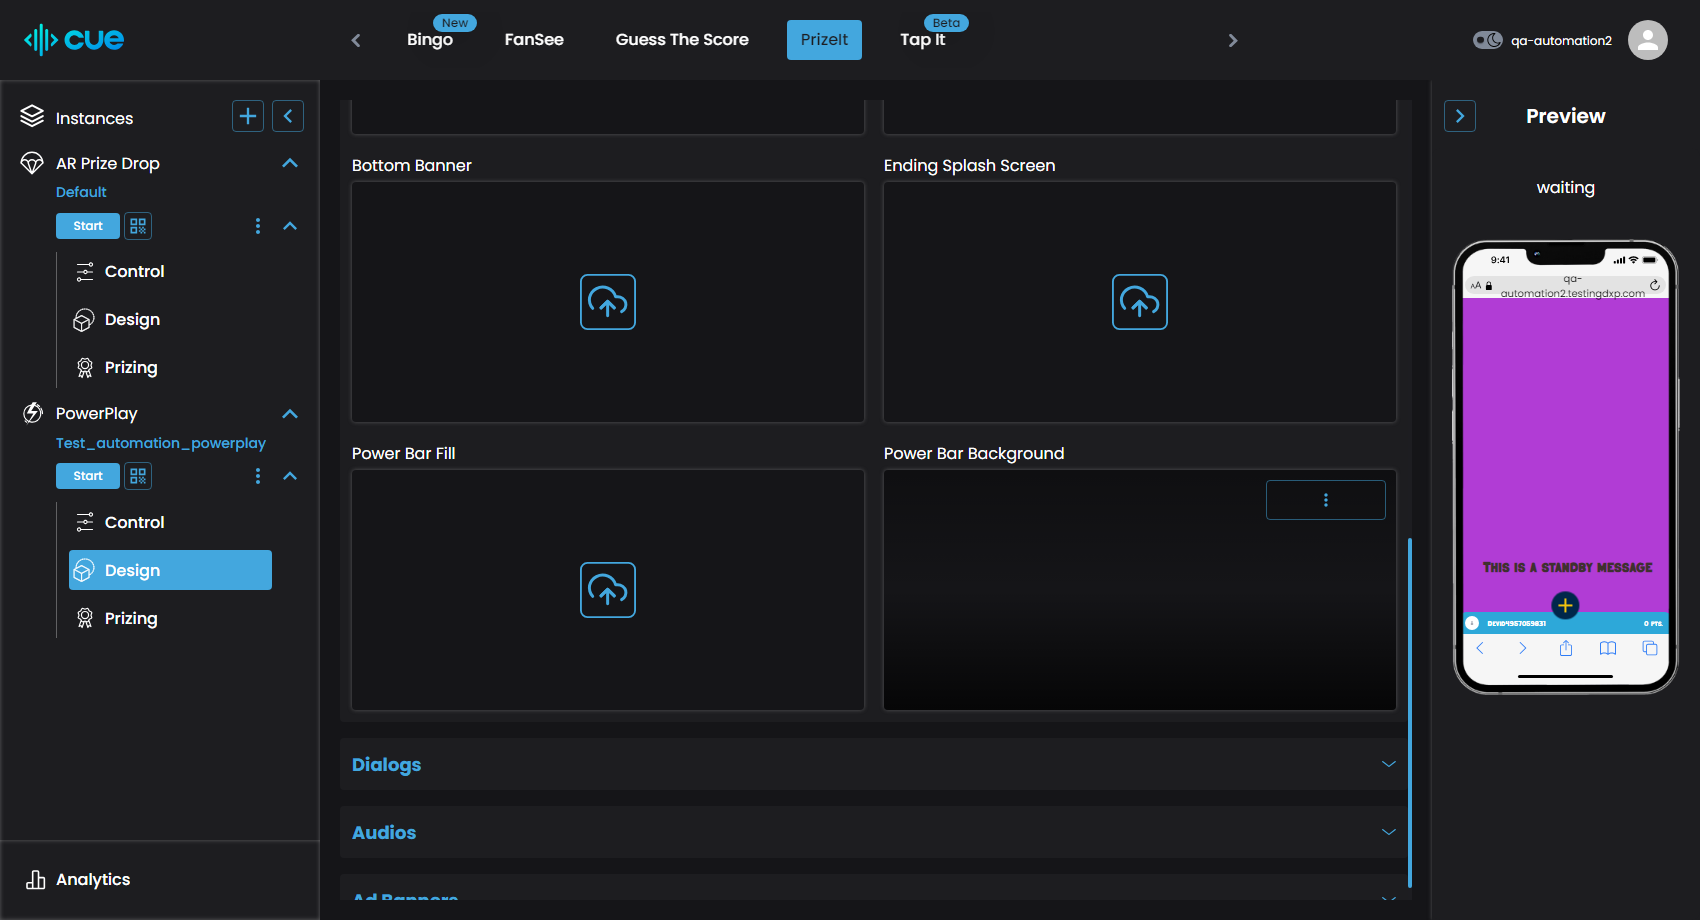 cue
Bingo
New
FanSee
Guess The Score
PrizeIt
Tap It
Beta
qa-automation2
Instances
AR Prize Drop
Default
Start
Control
Design
Prizing
PowerPlay
Test_automation_powerplay
Start
Control
Design
Prizing
Analytics
Bottom Banner
Ending Splash Screen
Power Bar Fill
Power Bar Background
Dialogs
Audios
Ad Banners
Preview
waiting
9:41
AA
qa-
automation2.testingdxp.com
This is a standby message
0 PTS.